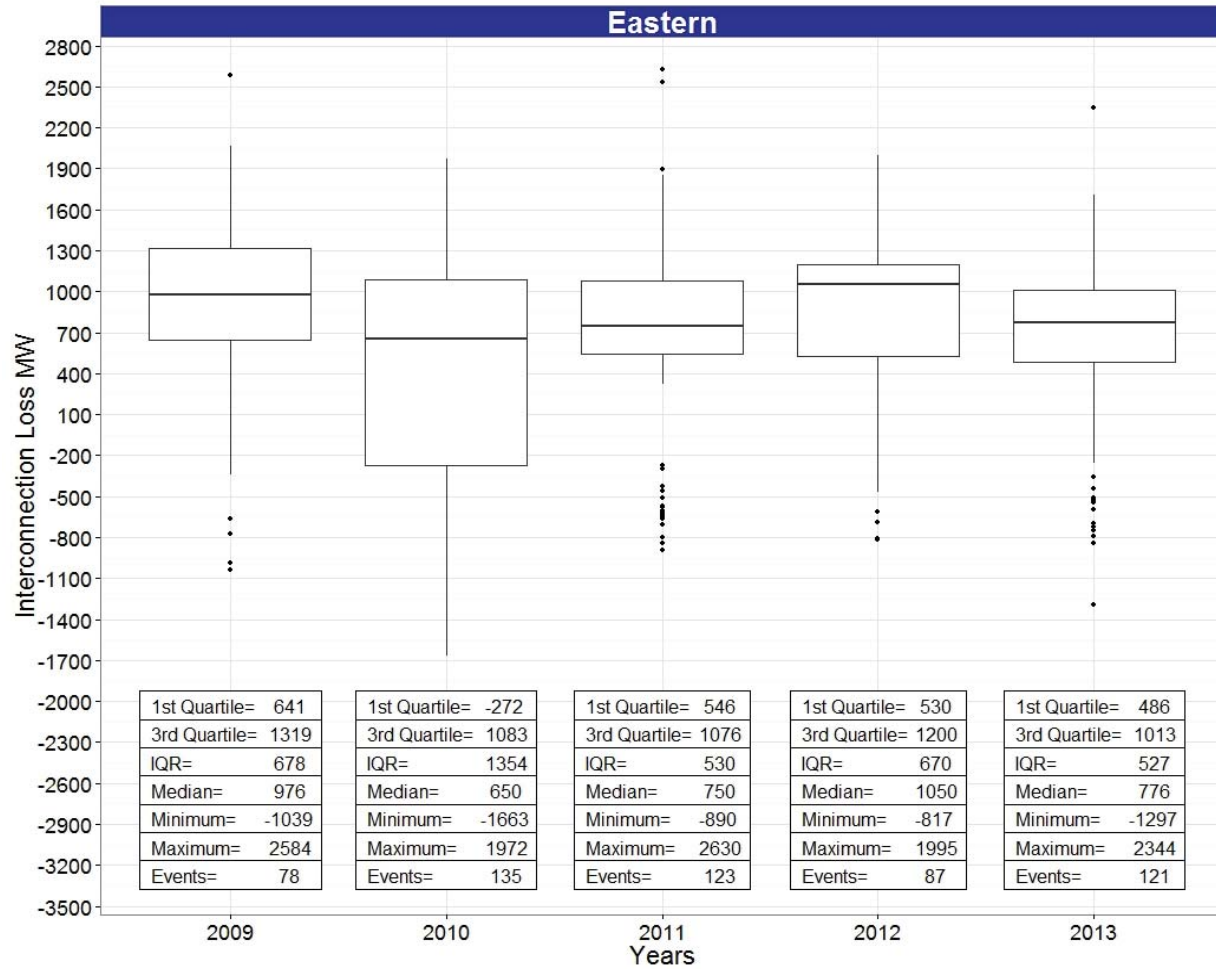 Eastern
Interconnection Loss MW
2800
2500
2200
1900
1600
1300
1000
700
400
100
-200
-500
-800
-1100
-1400
-1700
-2000
-2300
-2600
-2900
-3200
-3500
1st Quartile= 641
3rd Quartile= 1319
IQR= 678
Median= 976
Minimum= -1039
Maximum= 2584
Events= 78
1st Quartile= -272
3rd Quartile= 1083
IQR= 1354
Median= 650
Minimum= -1663
Maximum= 1972
Events= 135
1st Quartile= 546
3rd Quartile= 1076
IQR= 530
Median= 750
Minimum= -890
Maximum= 2630
Events= 123
1st Quartile= 530
3rd Quartile= 1200
IQR= 670
Median= 1050
Minimum= -817
Maximum= 1995
Events= 87
1st Quartile= 486
3rd Quartile= 1013
IQR= 527
Median= 776
Minimum= -1297
Maximum= 2344
Events= 121
2009 2010 2011 2012 2013
Years